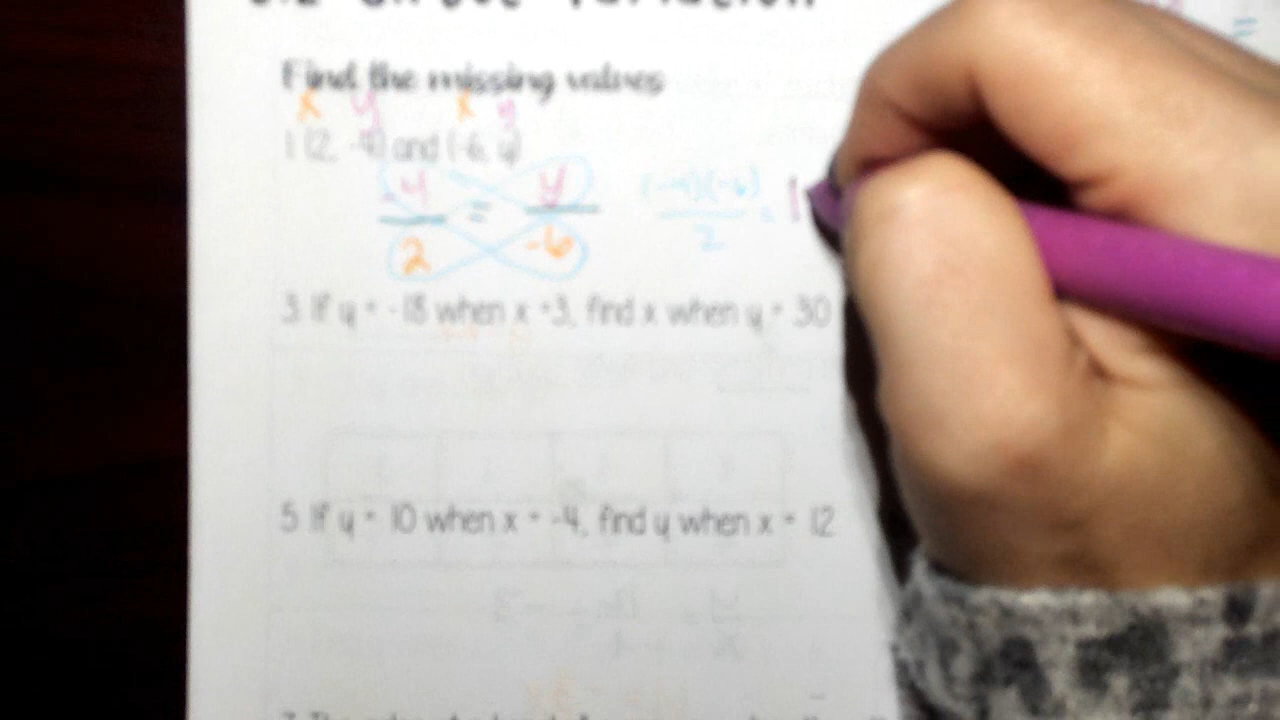 Find the missing values
x y x y
1 (2, -4) and (-6, y)
-4 = y (-4)(-6) = 1
2 -6 2
3 If y = -18 when x = 3, find x when y = 30
5 If y = 10 when x = -4, find y when x = 12